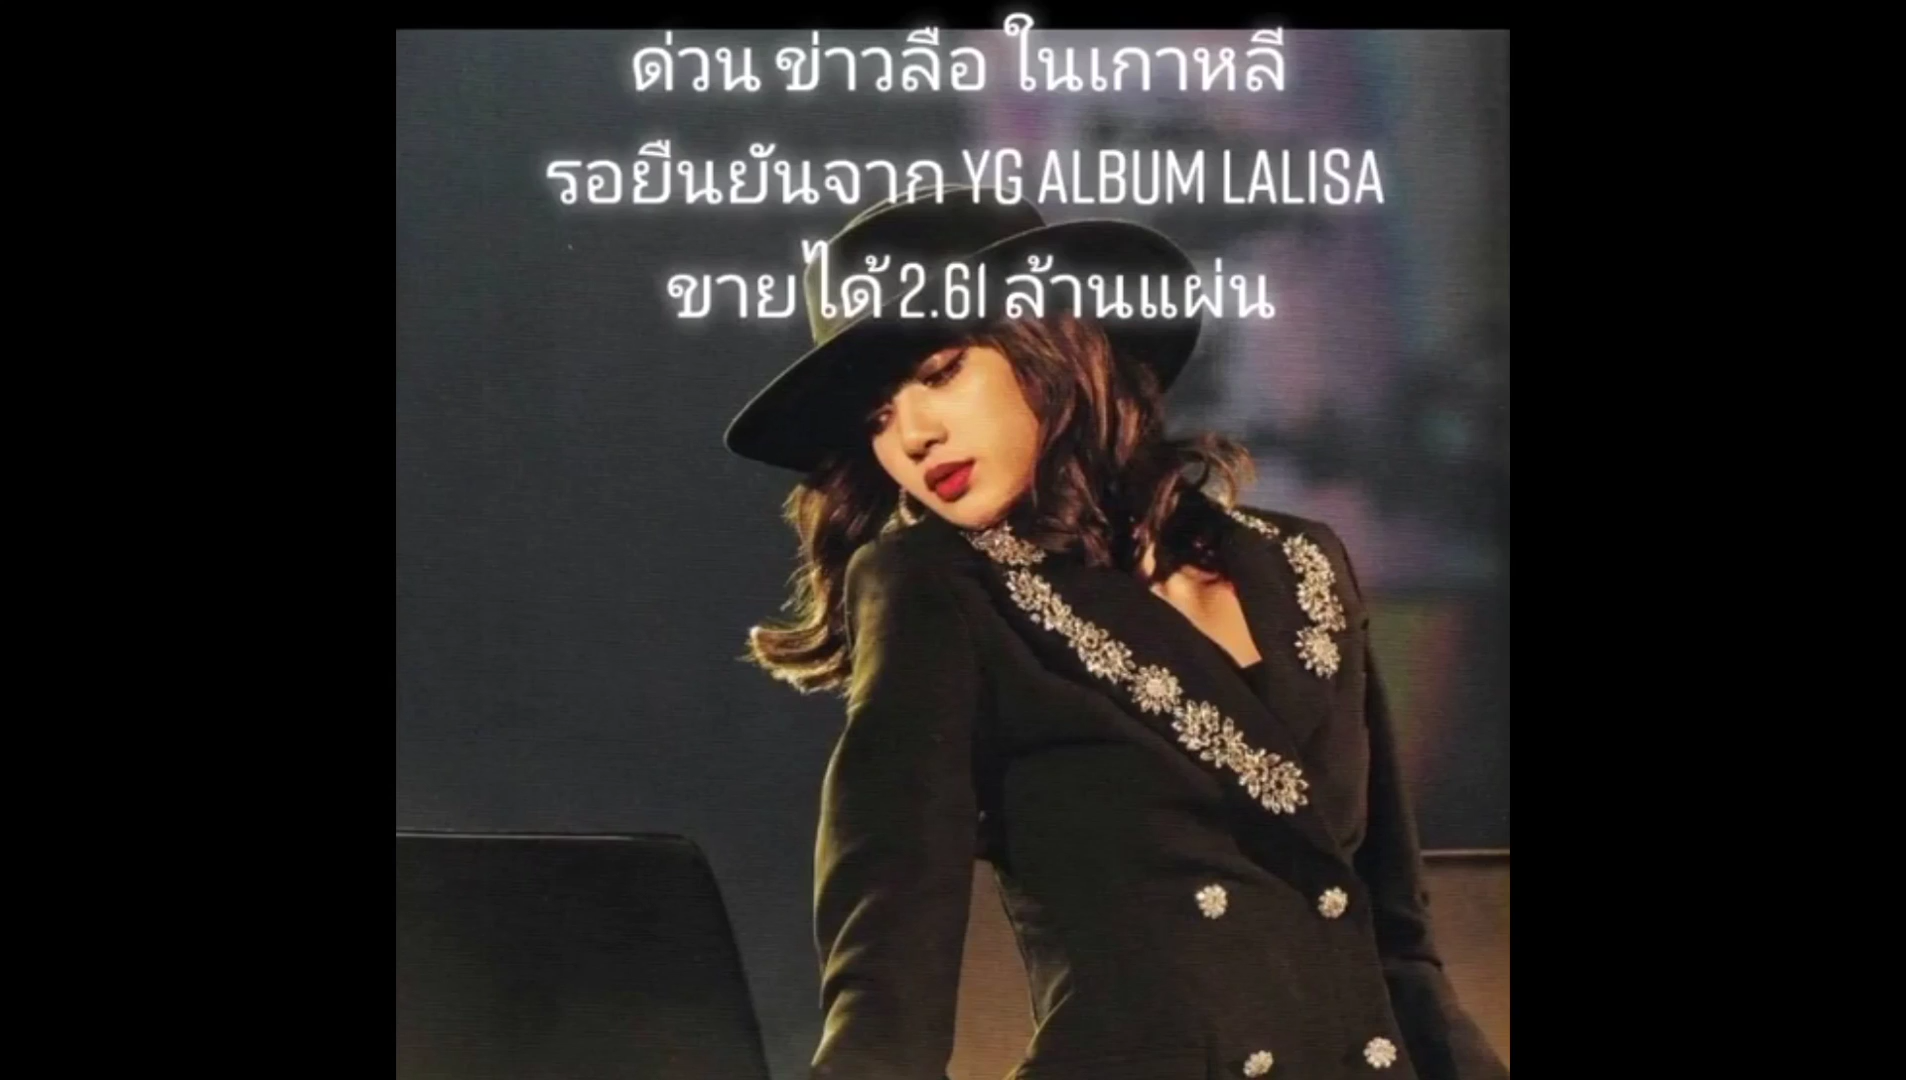 ด่วน ข่าวลือ ในเกาหลี
รอยืนยันจาก YG ALBUM LALISA
ขายได้ 2.61 ล้านแผ่น